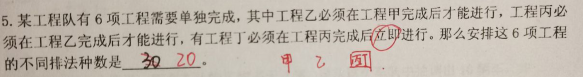 5.某工程队有6项工程需要单独完成，其中工程乙必须在工程甲完成后才能进行，工程丙必
须在工程乙完成后才能进行，有工程丁必须在工程丙完成后立即进行。那么安排这6项工程
的不同排法种数是 30 20 。 甲 乙 丙丁